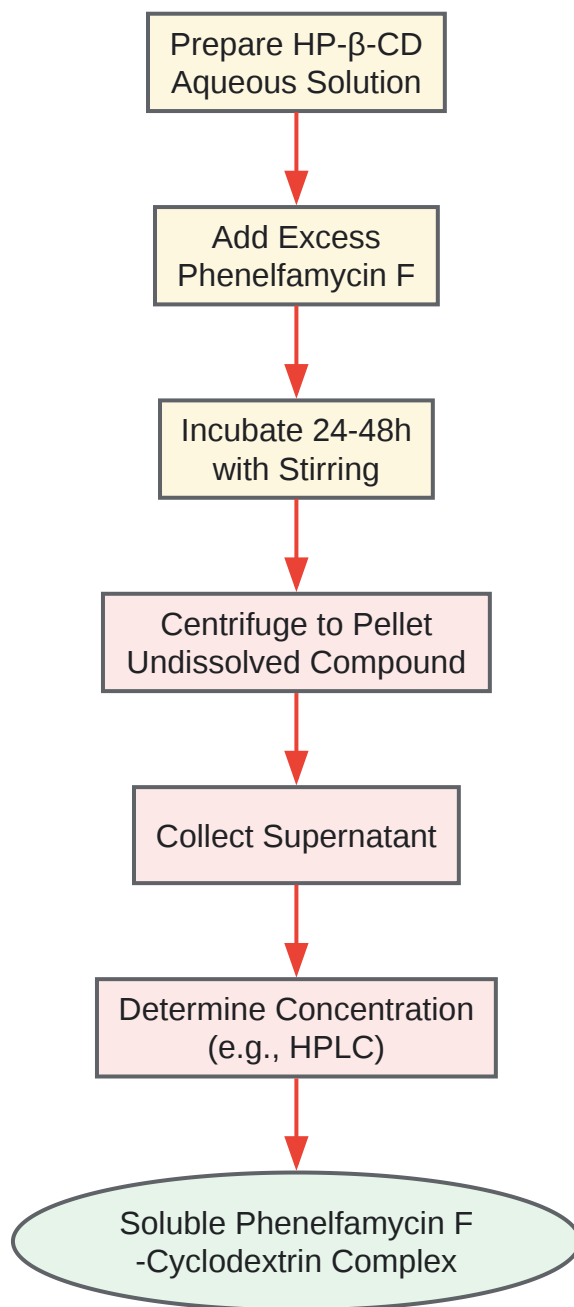 Prepare HP-β-CD
Aqueous Solution
Add Excess
Phenelfamycin F
Incubate 24-48h
with Stirring
Centrifuge to Pellet
Undissolved Compound
Collect Supernatant
Determine Concentration
(e.g., HPLC)
Soluble Phenelfamycin F
-Cyclodextrin Complex